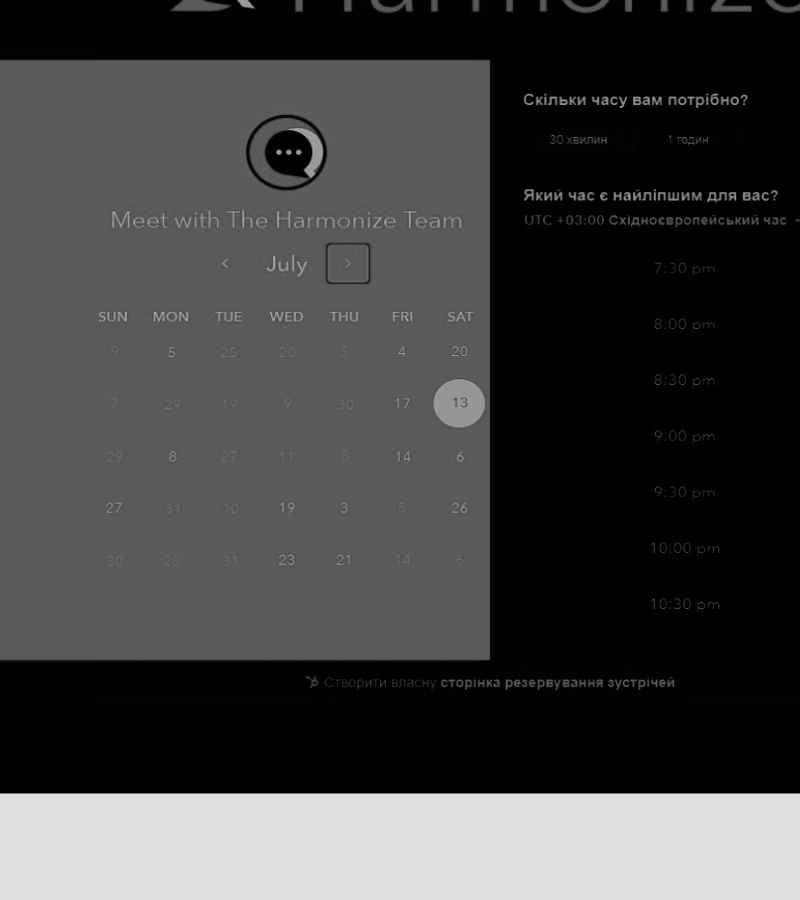 Harmonize
Meet with The Harmonize Team
‹ July ›
SUN MON TUE WED THU FRI SAT
9 5 25 20 5 4 20
7 29 19 9 30 17 13
29 8 27 11 8 14 6
27 31 10 19 3 5 26
30 28 31 23 21 14 6
Скільки часу вам потрібно?
30 хвилин 1 годин
Який час є найліпшим для вас?
UTC +03:00 Східноєвропейський час
7:30 pm
8:00 pm
8:30 pm
9:00 pm
9:30 pm
10:00 pm
10:30 pm
Створити власну сторінка резервування зустрічей